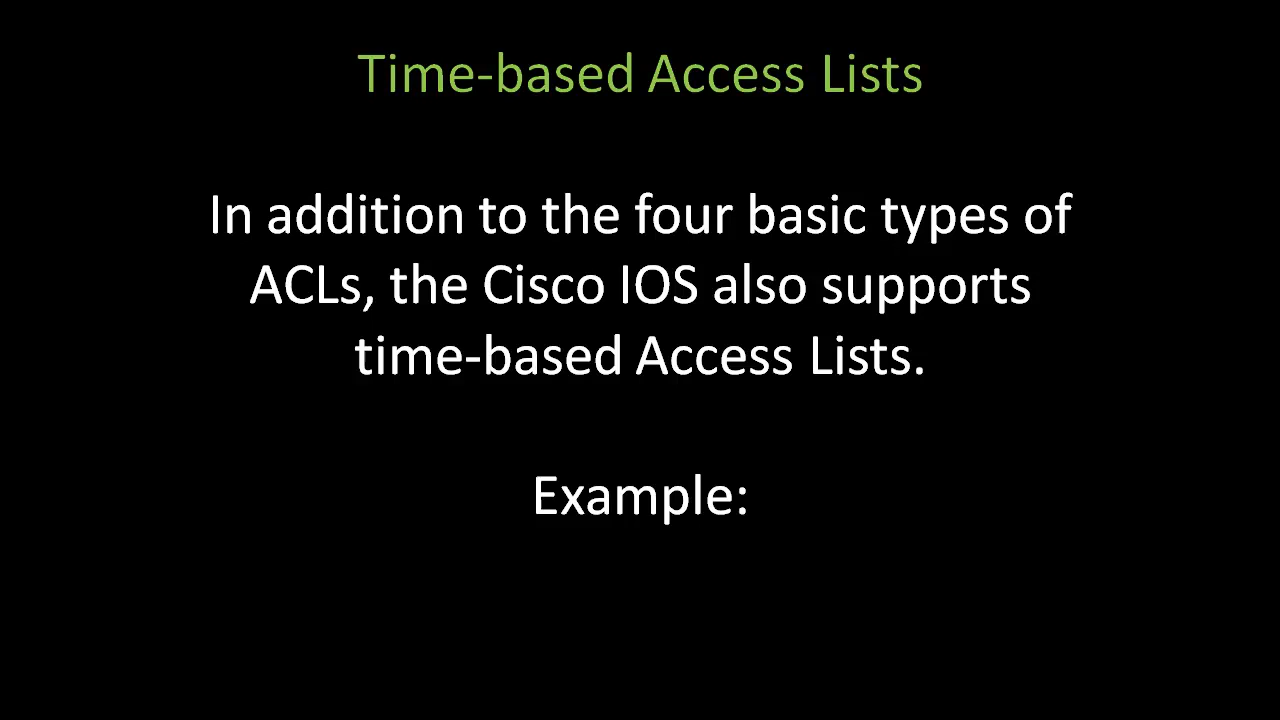 Time-based Access Lists
In addition to the four basic types of
ACLs, the Cisco IOS also supports
time-based Access Lists.
Example: